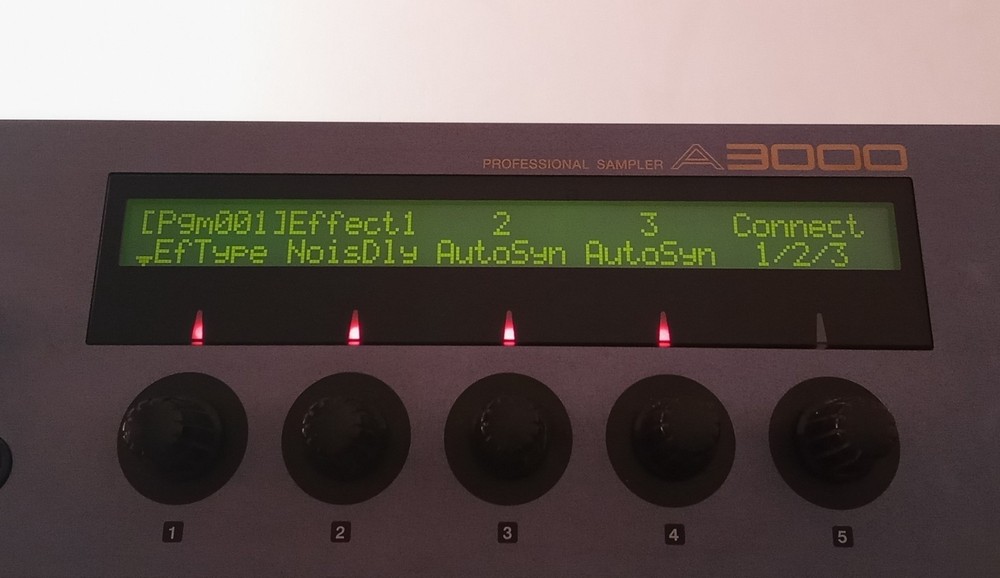 PROFESSIONAL SAMPLER A3000
[Pgm001]Effect1 2 3 Connect
EfType NoisDly AutoSyn AutoSyn 1/2/3
1 2 3 4 5